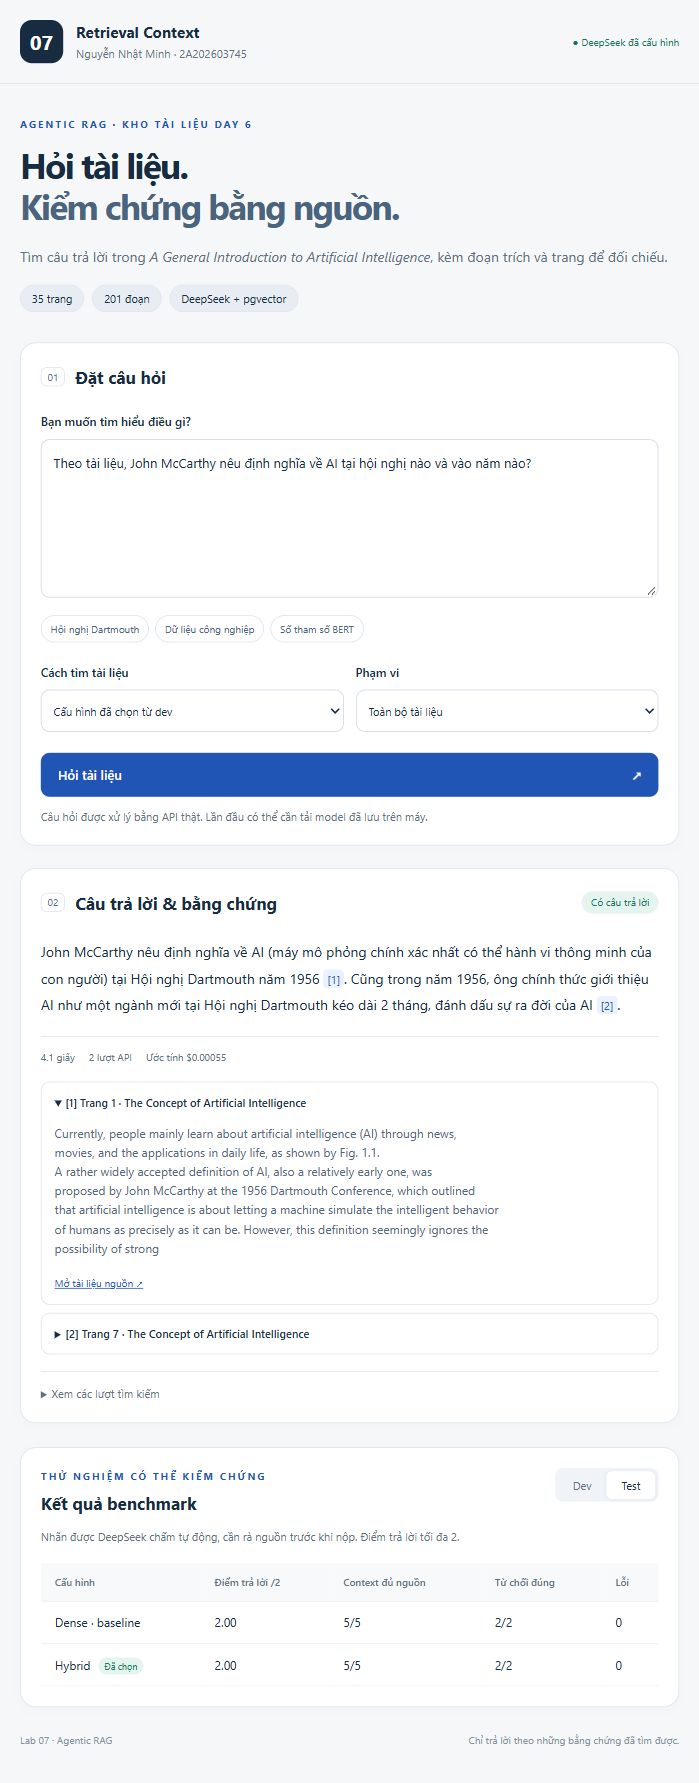 07
Retrieval Context
Nguyễn Nhật Minh · 2A202603745
● DeepSeek đã cấu hình
AGENTIC RAG · KHO TÀI LIỆU DAY 6
Hỏi tài liệu.
Kiểm chứng bằng nguồn.
Tìm câu trả lời trong A General Introduction to Artificial Intelligence, kèm đoạn trích và trang để đối chiếu.
35 trang
201 đoạn
DeepSeek + pgvector
01 Đặt câu hỏi
Bạn muốn tìm hiểu điều gì?
Theo tài liệu, John McCarthy nêu định nghĩa về AI tại hội nghị nào và vào năm nào?
Hội nghị Dartmouth
Dữ liệu công nghiệp
Số tham số BERT
Cách tìm tài liệu
Phạm vi
Cấu hình đã chọn từ dev
Toàn bộ tài liệu
Hỏi tài liệu ↗
Câu hỏi được xử lý bằng API thật. Lần đầu có thể cần tải model đã lưu trên máy.
02 Câu trả lời & bằng chứng
Có câu trả lời
John McCarthy nêu định nghĩa về AI (máy mô phỏng chính xác nhất có thể hành vi thông minh của
con người) tại Hội nghị Dartmouth năm 1956 [1] . Cũng trong năm 1956, ông chính thức giới thiệu
AI như một ngành mới tại Hội nghị Dartmouth kéo dài 2 tháng, đánh dấu sự ra đời của AI [2] .
4.1 giây 2 lượt API Ước tính $0.00055
▼ [1] Trang 1 · The Concept of Artificial Intelligence
Currently, people mainly learn about artificial intelligence (AI) through news,
movies, and the applications in daily life, as shown by Fig. 1.1.
A rather widely accepted definition of AI, also a relatively early one, was
proposed by John McCarthy at the 1956 Dartmouth Conference, which outlined
that artificial intelligence is about letting a machine simulate the intelligent behavior
of humans as precisely as it can be. However, this definition seemingly ignores the
possibility of strong
Mở tài liệu nguồn ↗
▶ [2] Trang 7 · The Concept of Artificial Intelligence
▶ Xem các lượt tìm kiếm
THỬ NGHIỆM CÓ THỂ KIỂM CHỨNG
Dev Test
Kết quả benchmark
Nhãn được DeepSeek chấm tự động, cần rà nguồn trước khi nộp. Điểm trả lời tối đa 2.
Cấu hình Điểm trả lời /2 Context đủ nguồn Từ chối đúng Lỗi
Dense · baseline 2.00 5/5 2/2 0
Hybrid Đã chọn 2.00 5/5 2/2 0
Lab 07 · Agentic RAG
Chỉ trả lời theo những bằng chứng đã tìm được.